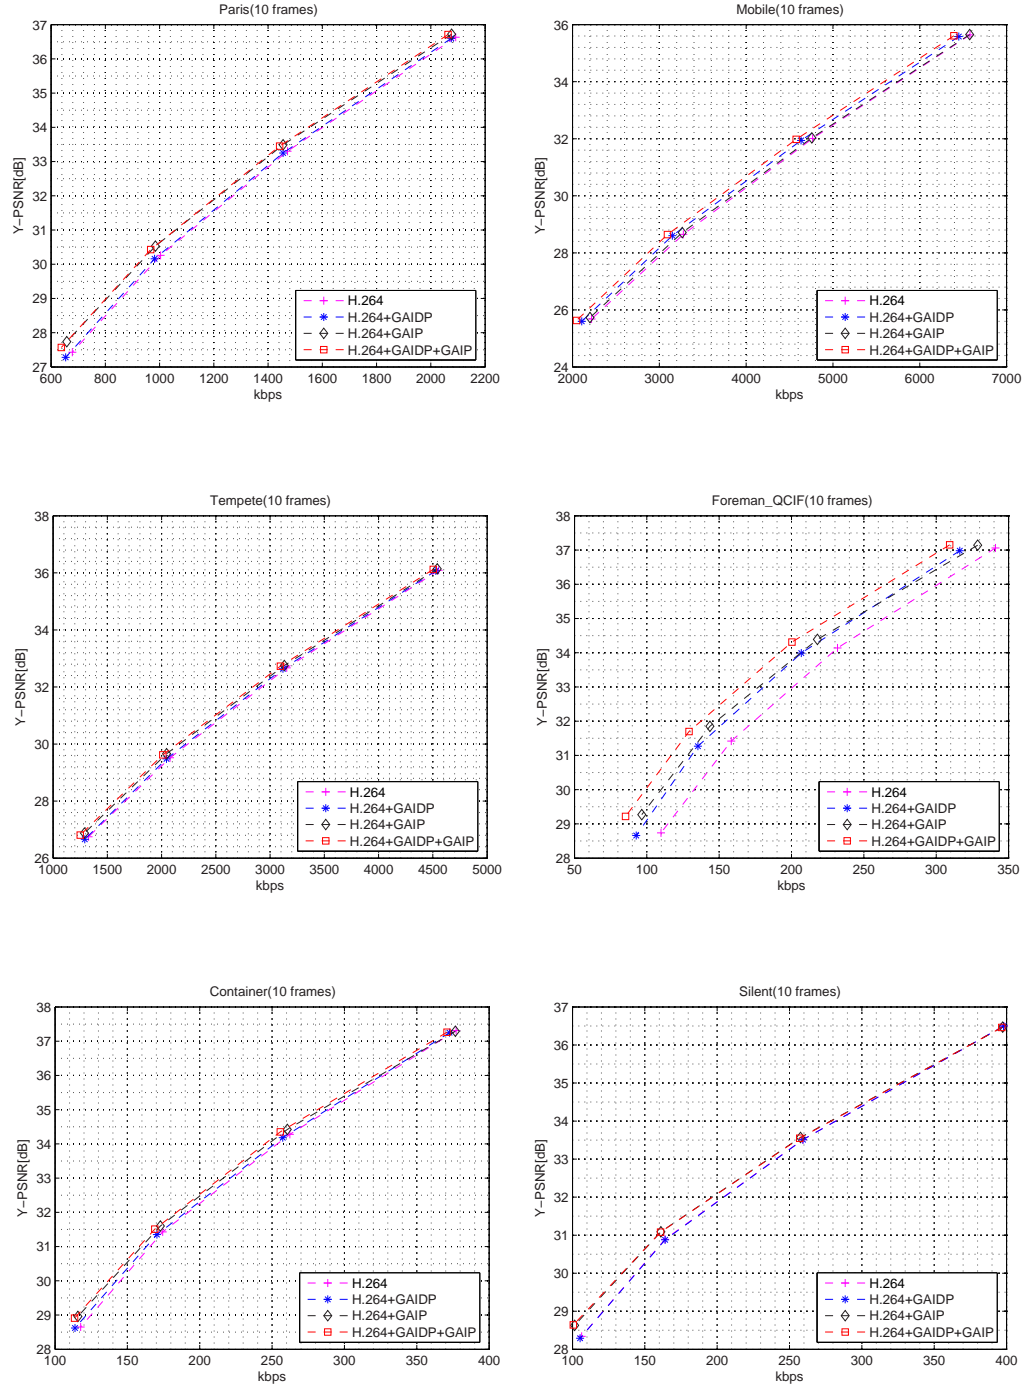 Paris(10 frames)
37
36
35
34
33
32
31
30
29
28
27
Y−PSNR[dB]
600 800 1000 1200 1400 1600 1800 2000 2200
kbps
H.264
H.264+GAIDP
H.264+GAIP
H.264+GAIDP+GAIP
Mobile(10 frames)
36
34
32
30
28
26
24
Y−PSNR[dB]
2000 3000 4000 5000 6000 7000
kbps
H.264
H.264+GAIDP
H.264+GAIP
H.264+GAIDP+GAIP
Tempete(10 frames)
38
36
34
32
30
28
26
Y−PSNR[dB]
1000 1500 2000 2500 3000 3500 4000 4500 5000
kbps
H.264
H.264+GAIDP
H.264+GAIP
H.264+GAIDP+GAIP
Foreman_QCIF(10 frames)
38
37
36
35
34
33
32
31
30
29
28
Y−PSNR[dB]
50 100 150 200 250 300 350
kbps
H.264
H.264+GAIDP
H.264+GAIP
H.264+GAIDP+GAIP
Container(10 frames)
38
37
36
35
34
33
32
31
30
29
28
Y−PSNR[dB]
100 150 200 250 300 350 400
kbps
H.264
H.264+GAIDP
H.264+GAIP
H.264+GAIDP+GAIP
Silent(10 frames)
37
36
35
34
33
32
31
30
29
28
Y−PSNR[dB]
100 150 200 250 300 350 400
kbps
H.264
H.264+GAIDP
H.264+GAIP
H.264+GAIDP+GAIP